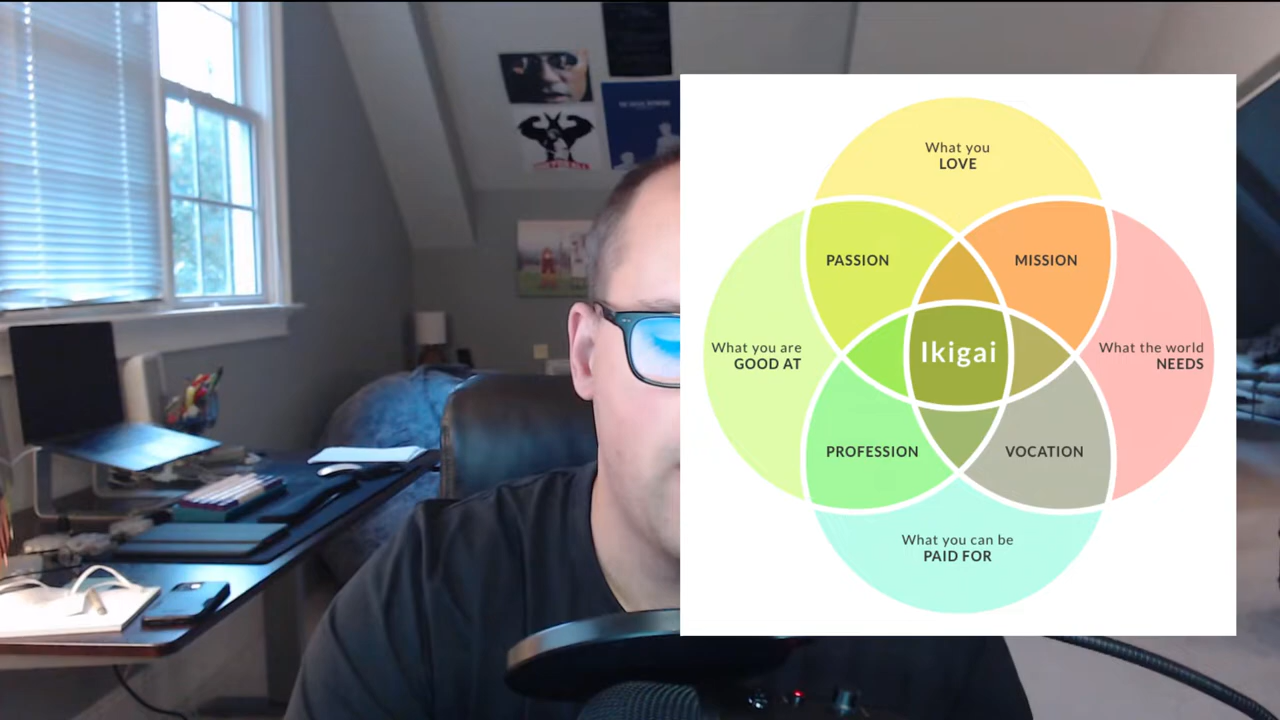 What you
LOVE
PASSION
MISSION
What you are
GOOD AT
Ikigai
What the world
NEEDS
PROFESSION
VOCATION
What you can be
PAID FOR